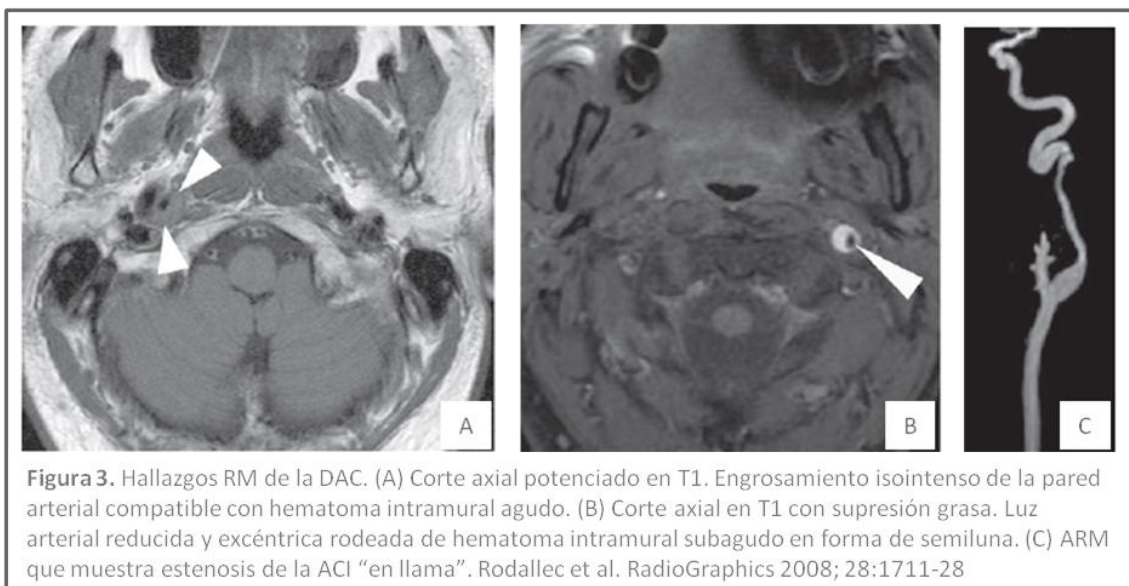 A
B
C
Figura 3. Hallazgos RM de la DAC. (A) Corte axial potenciado en T1. Engrosamiento isointenso de la pared
arterial compatible con hematoma intramural agudo. (B) Corte axial en T1 con supresión grasa. Luz
arterial reducida y excéntrica rodeada de hematoma intramural subagudo en forma de semiluna. (C) ARM
que muestra estenosis de la ACI “en llama”. Rodallec et al. RadioGraphics 2008; 28:1711-28